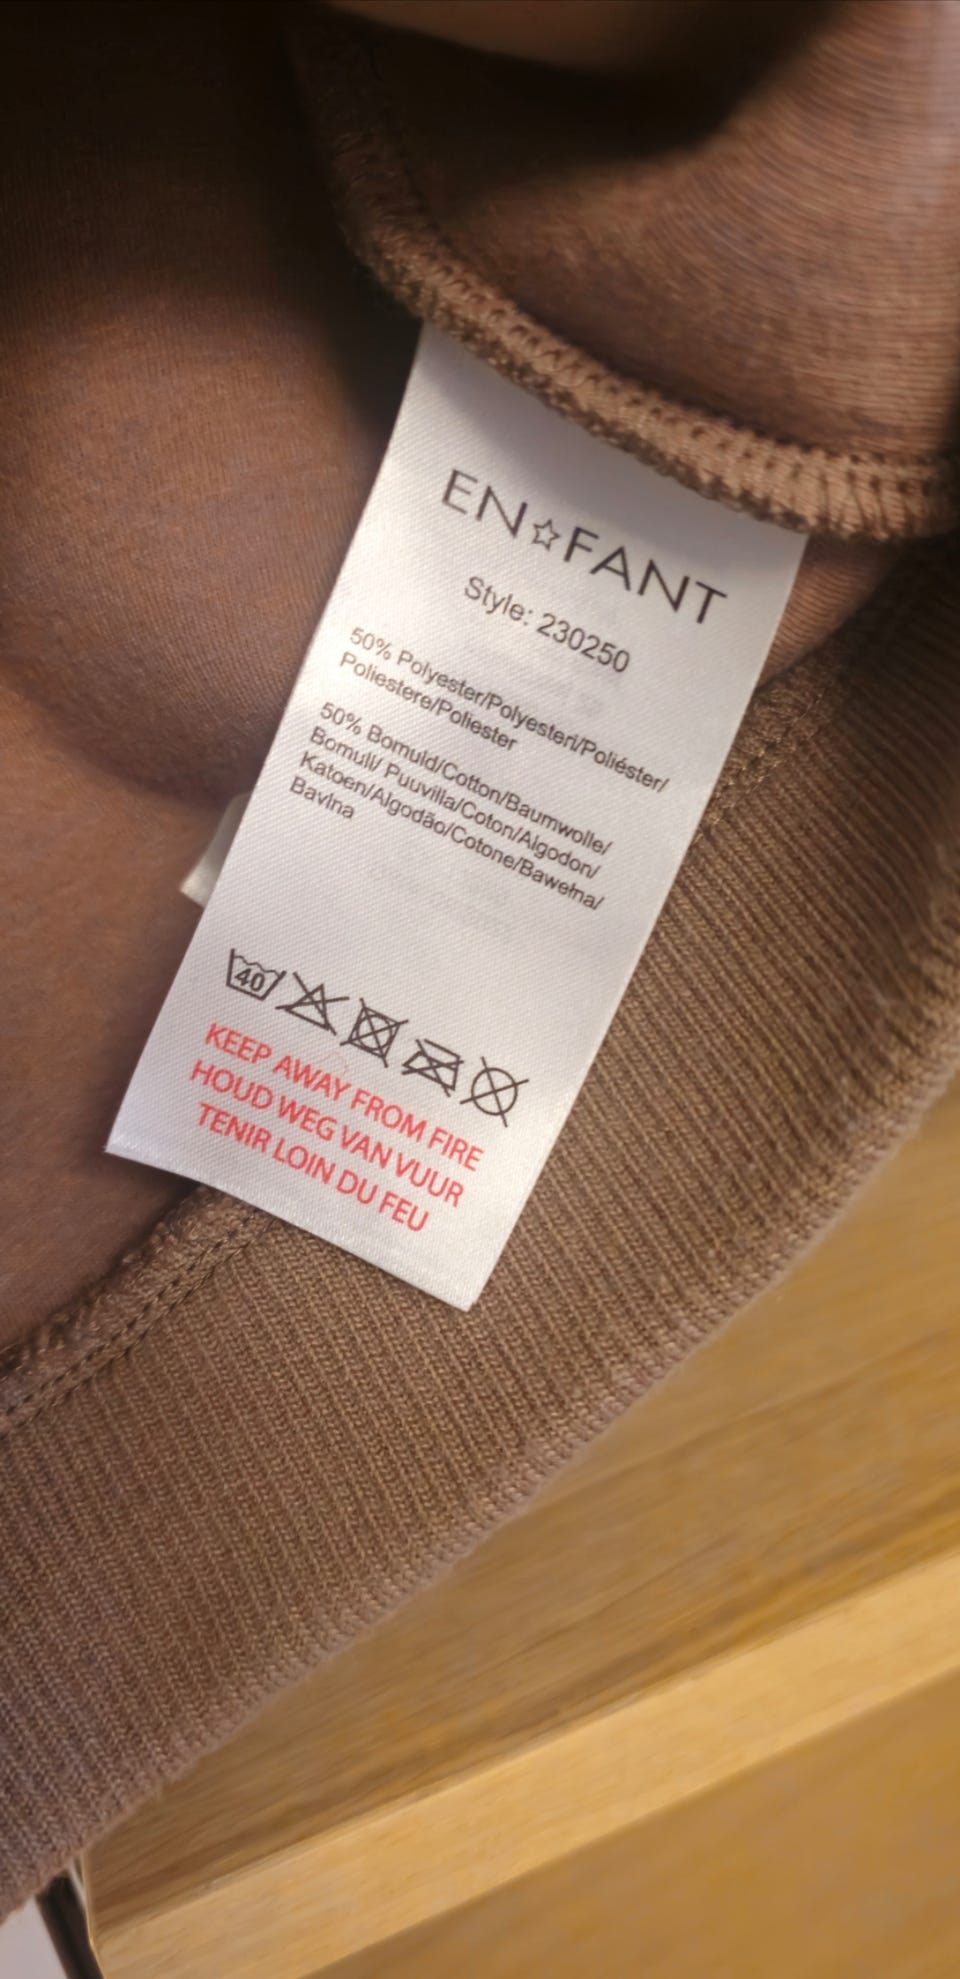 EN☆FANT
Style: 230250
50% Polyester/Polyesteri/Poliéster/
Poliestere/Poliester
50% Bomuld/Cotton/Baumwolle/
Bomull/ Puuvilla/Coton/Algodon/
Katoen/Algodão/Cotone/Bawełna/
Bavlna
40
KEEP AWAY FROM FIRE
HOUD WEG VAN VUUR
TENIR LOIN DU FEU